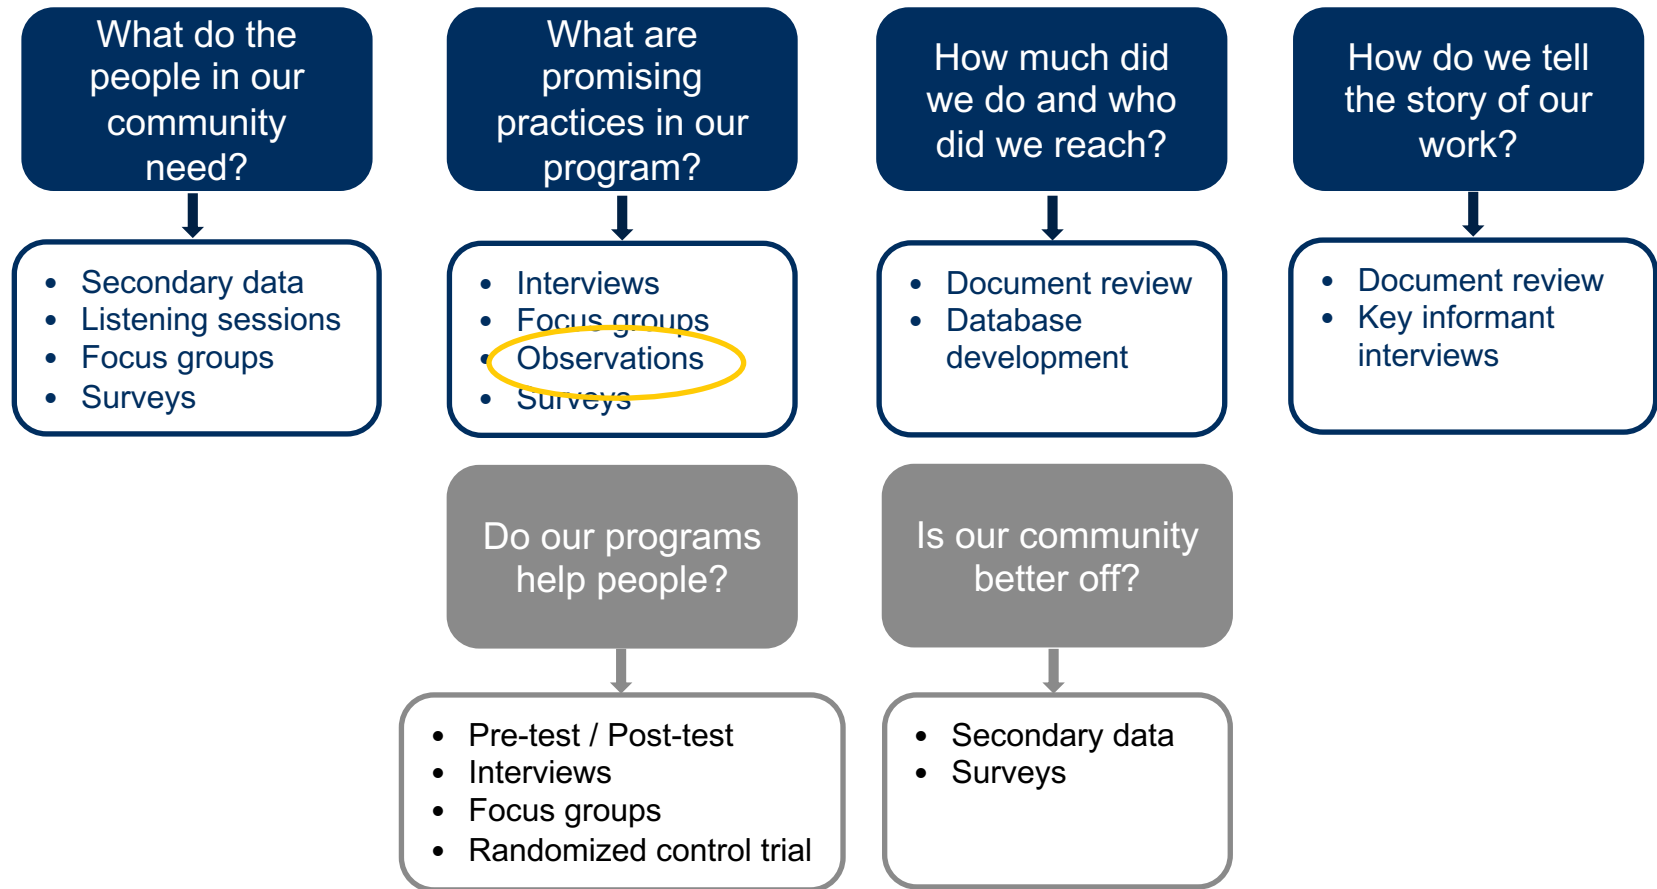 What do the
people in our
community
need?
• Secondary data
• Listening sessions
• Focus groups
• Surveys
What are
promising
practices in our
program?
• Interviews
• Focus groups
• Observations
• Surveys
How much did
we do and who
did we reach?
• Document review
• Database
development
How do we tell
the story of our
work?
• Document review
• Key informant
interviews
Do our programs
help people?
• Pre-test / Post-test
• Interviews
• Focus groups
• Randomized control trial
Is our community
better off?
• Secondary data
• Surveys